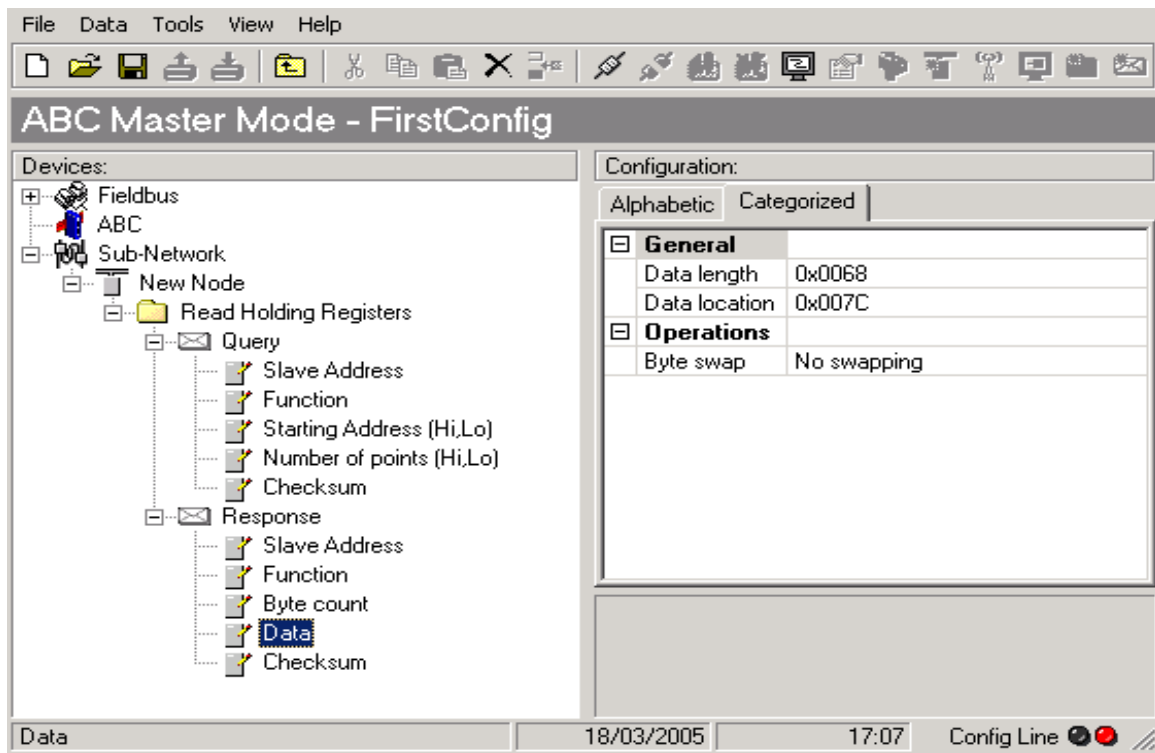 File Data Tools View Help
ABC Master Mode - FirstConfig
Devices:
Fieldbus
ABC
Sub-Network
New Node
Read Holding Registers
Query
Slave Address
Function
Starting Address (Hi,Lo)
Number of points (Hi,Lo)
Checksum
Response
Slave Address
Function
Byte count
Data
Checksum
Configuration:
Alphabetic Categorized
General
Data length 0x0068
Data location 0x007C
Operations
Byte swap No swapping
Data 18/03/2005 17:07 Config Line